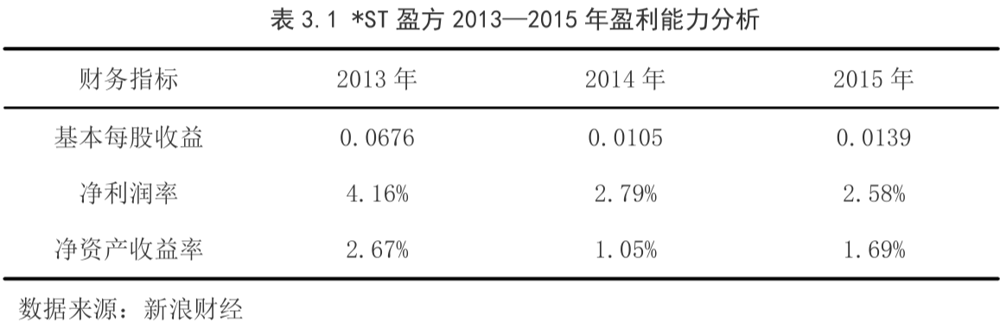 表 3.1 *ST 盈方 2013—2015 年盈利能力分析
财务指标 2013 年 2014 年 2015 年
基本每股收益 0.0676 0.0105 0.0139
净利润率 4.16% 2.79% 2.58%
净资产收益率 2.67% 1.05% 1.69%
数据来源：新浪财经